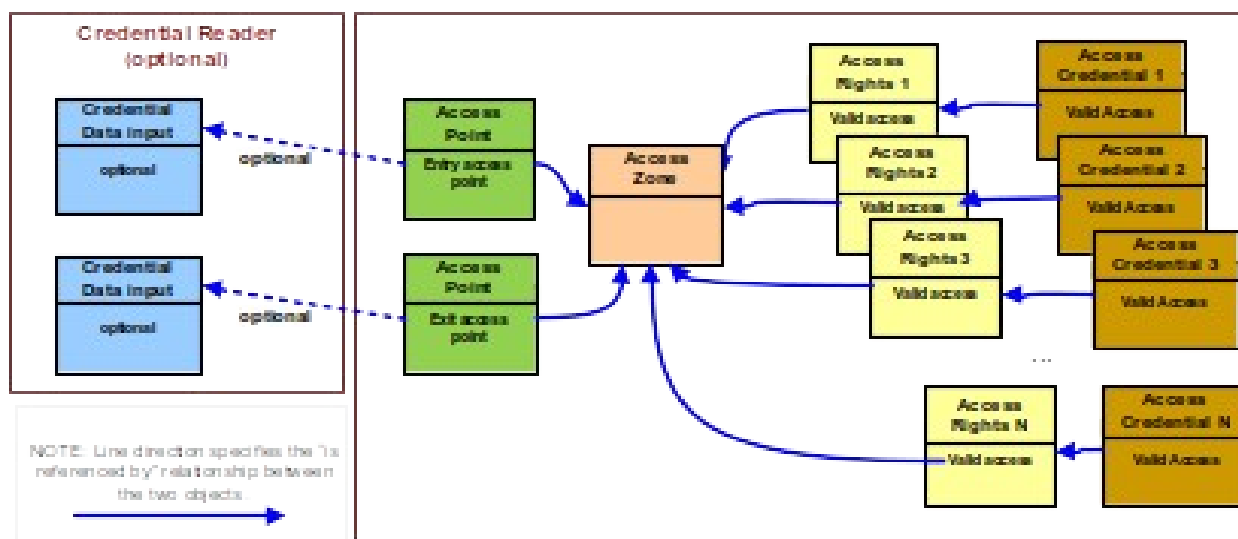 Credential Reader
(optional)
Credential
Data Input
optional
optional
Credential
Data Input
optional
optional
NOTE: Line direction specifies the "is
referenced by" relationship between
the two objects.
Access
Point
Entry access
point
Access
Point
Exit access
point
Access
Zone
Access
Rights 1
Valid access
Access
Rights 2
Valid access
Access
Rights 3
Valid access
...
Access
Rights N
Valid access
Access
Credential 1
Valid Access
Access
Credential 2
Valid Access
Access
Credential 3
Valid Access
Access
Credential N
Valid Access